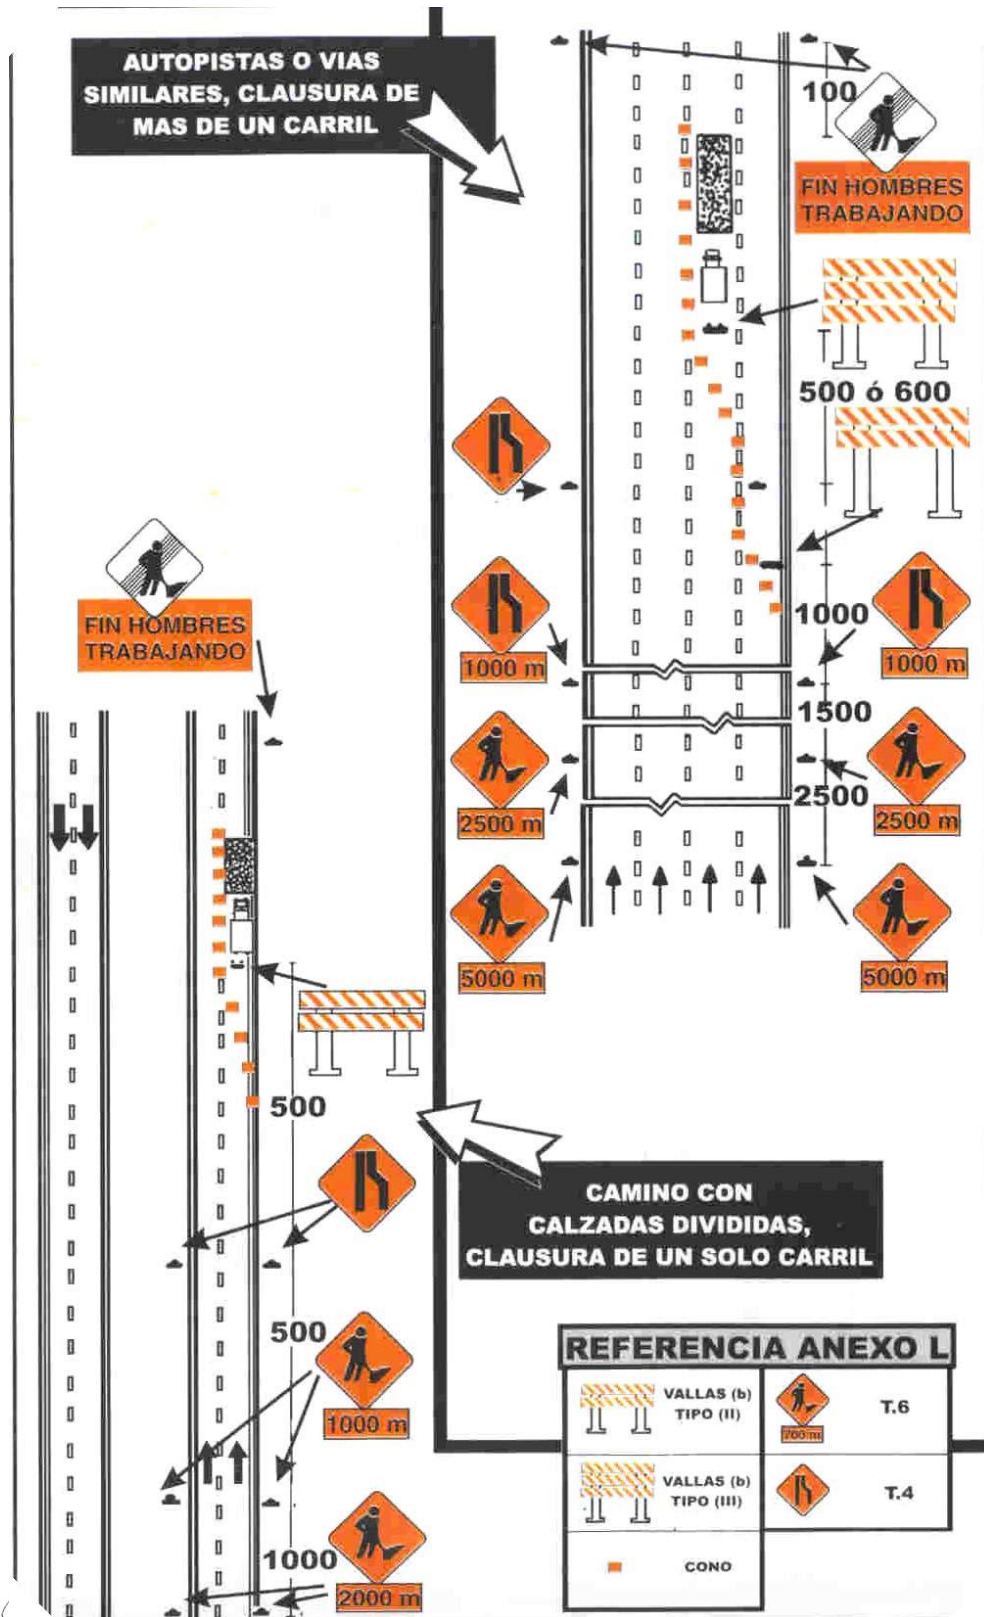 AUTOPISTAS O VIAS
SIMILARES, CLAUSURA DE
MAS DE UN CARRIL
100
FIN HOMBRES
TRABAJANDO
500 ó 600
1000
1000 m
1000 m
1500
2500 m
2500 m
2500
5000 m
5000 m
FIN HOMBRES
TRABAJANDO
500
500
1000 m
1000
2000 m
CAMINO CON
CALZADAS DIVIDIDAS,
CLAUSURA DE UN SOLO CARRIL
REFERENCIA ANEXO L
VALLAS (b)
TIPO (II)
700 m
T.6
VALLAS (b)
TIPO (III)
T.4
CONO